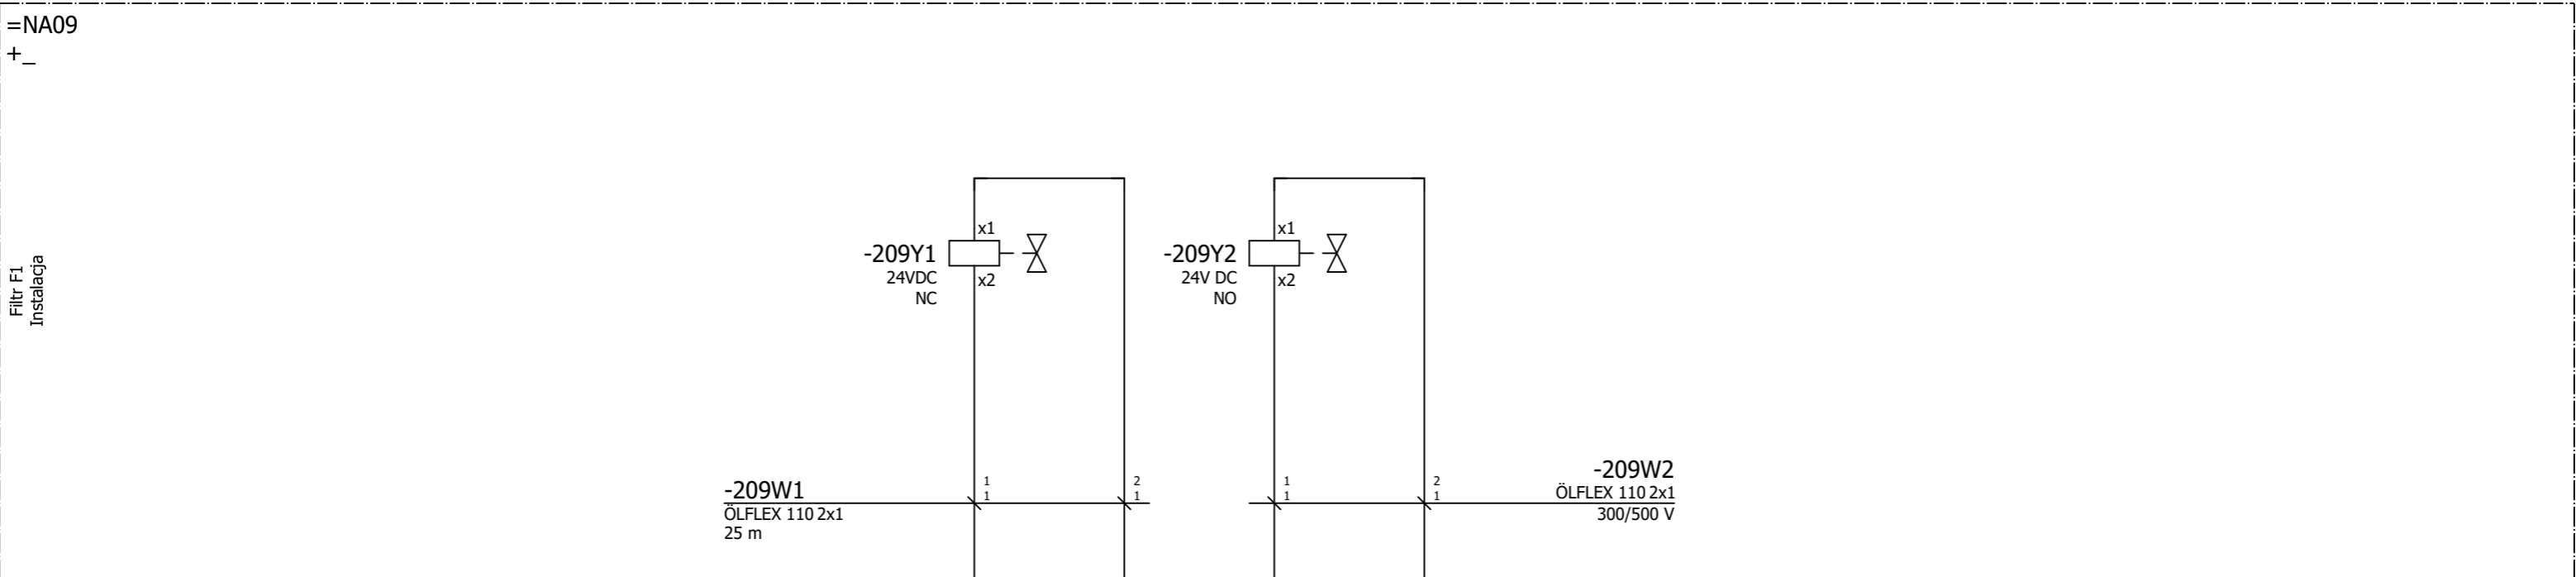 =NA09
+_
Filtr F1
Instalacja
x1
-209Y1
24VDC
x2
NC
x1
-209Y2
24V DC
x2
NO
-209W1
ÖLFLEX 110 2x1
25 m
1
1
2
1
1
1
2
1
-209W2
ÖLFLEX 110 2x1
300/500 V